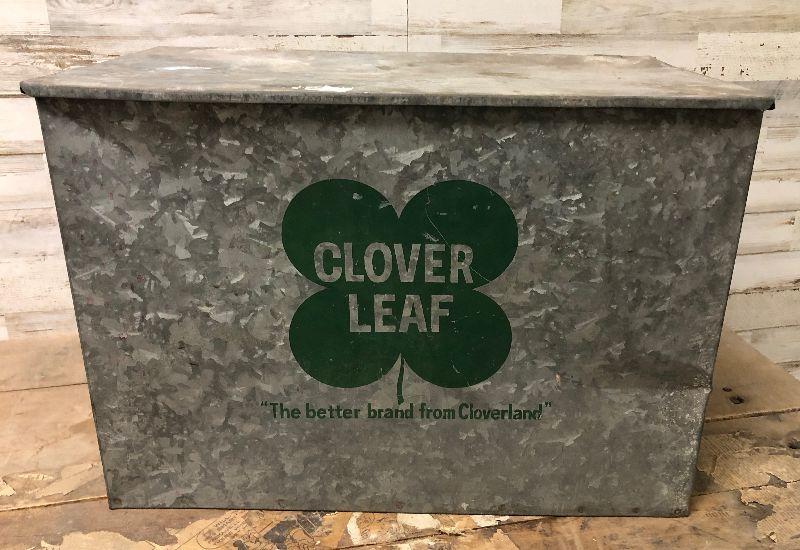 CLOVER
LEAF
"The better brand from Cloverland"